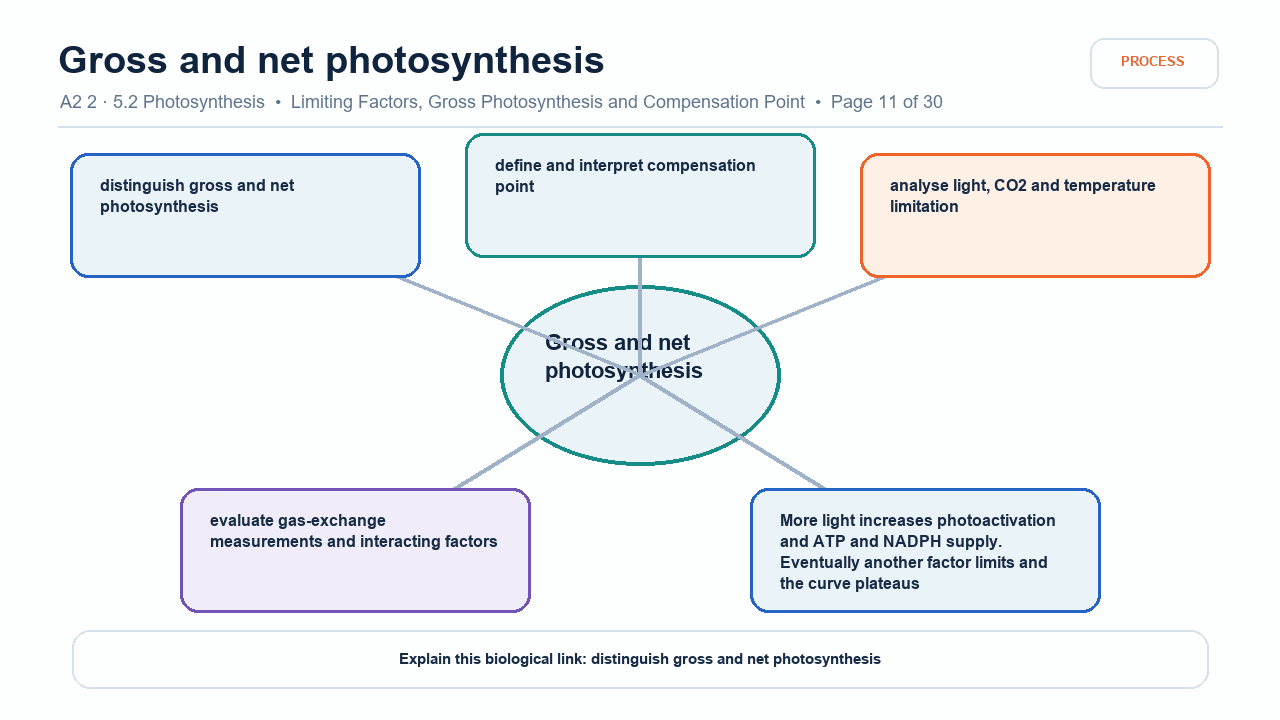 Gross and net photosynthesis
PROCESS
A2 2 · 5.2 Photosynthesis • Limiting Factors, Gross Photosynthesis and Compensation Point • Page 11 of 30
distinguish gross and net
photosynthesis
define and interpret compensation
point
analyse light, CO2 and temperature
limitation
Gross and net
photosynthesis
evaluate gas-exchange
measurements and interacting factors
More light increases photoactivation
and ATP and NADPH supply.
Eventually another factor limits and
the curve plateaus
Explain this biological link: distinguish gross and net photosynthesis